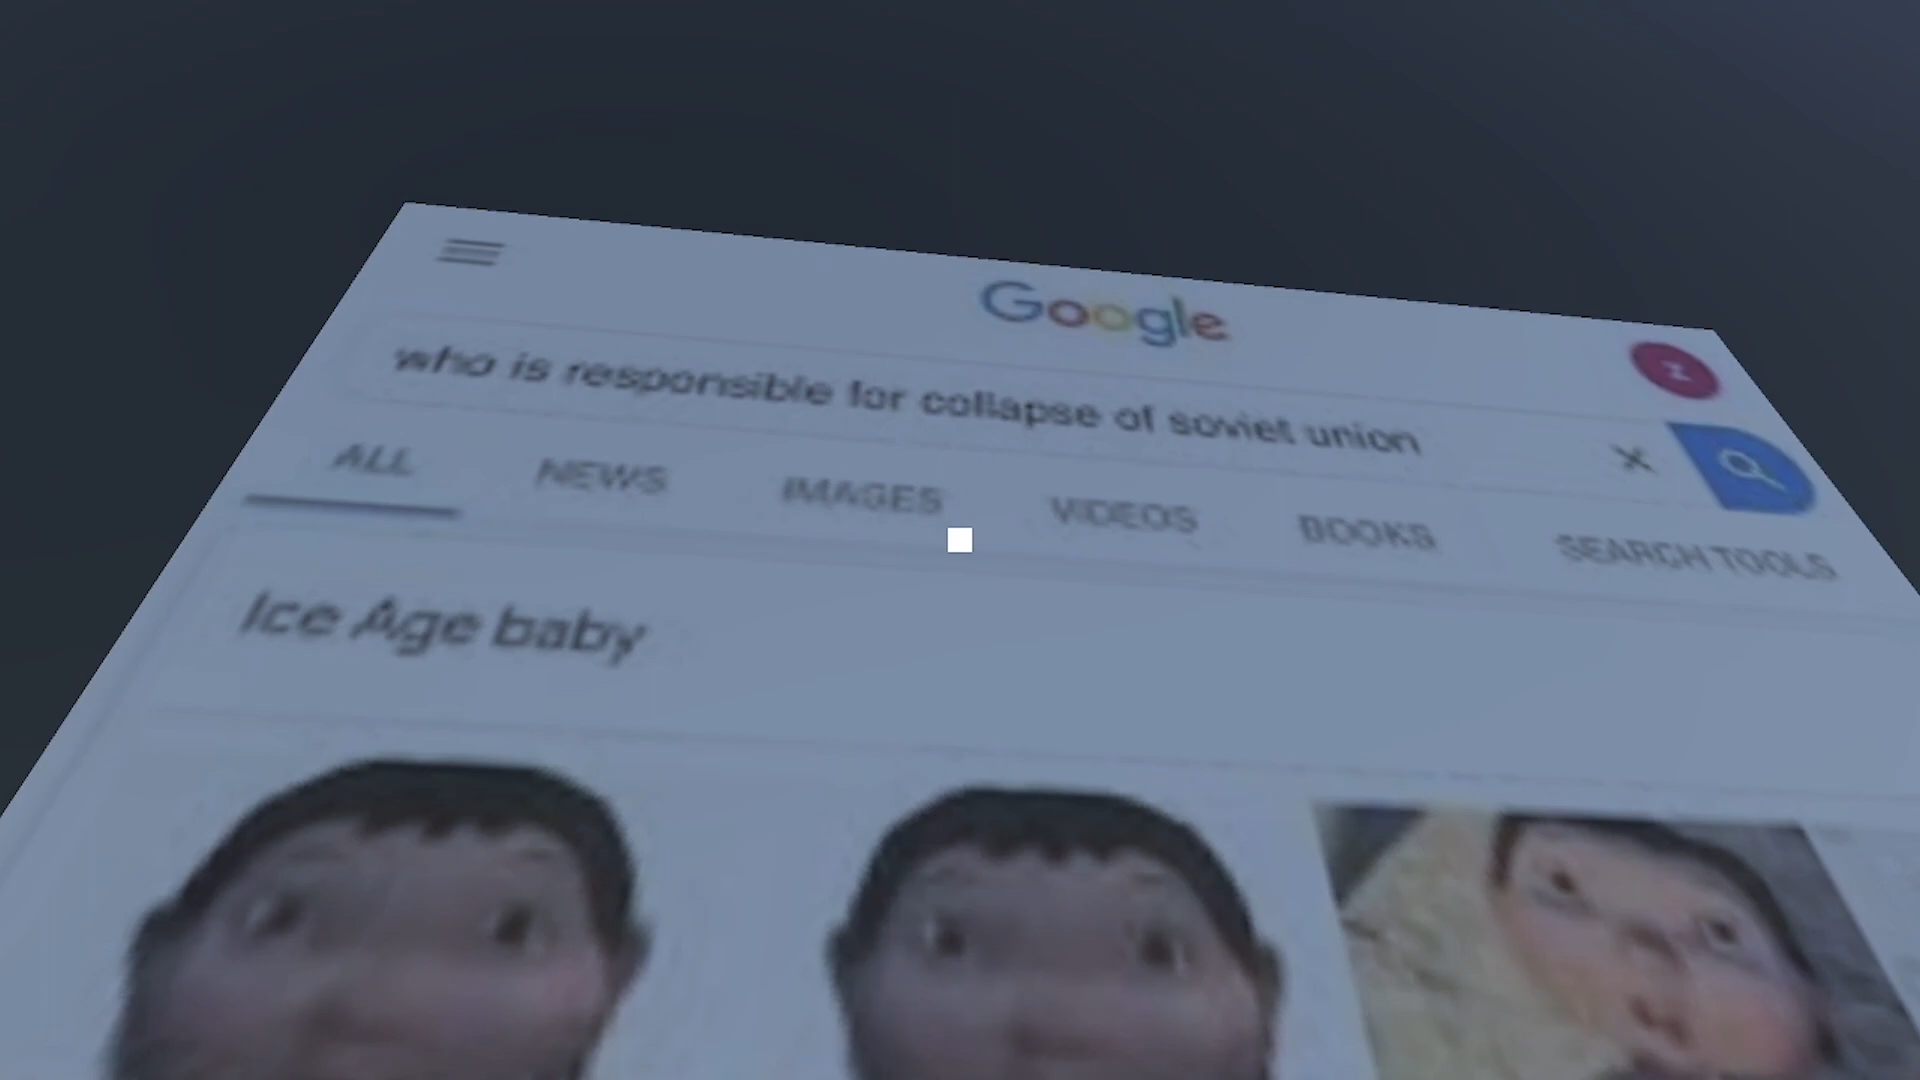 Google
Z
who is responsible for collapse of soviet union
ALL NEWS IMAGES VIDEOS BOOKS SEARCH TOOLS
Ice Age baby